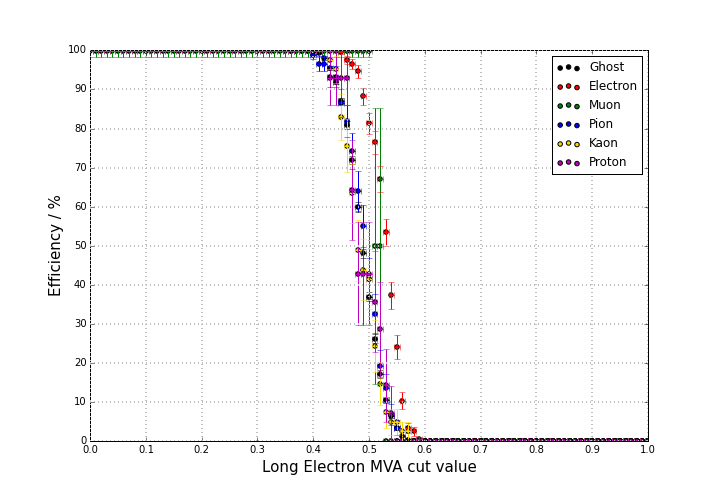 100
90
80
70
60
50
40
30
20
10
0
Efficiency / %
0.0 0.1 0.2 0.3 0.4 0.5 0.6 0.7 0.8 0.9 1.0
Long Electron MVA cut value
Ghost
Electron
Muon
Pion
Kaon
Proton